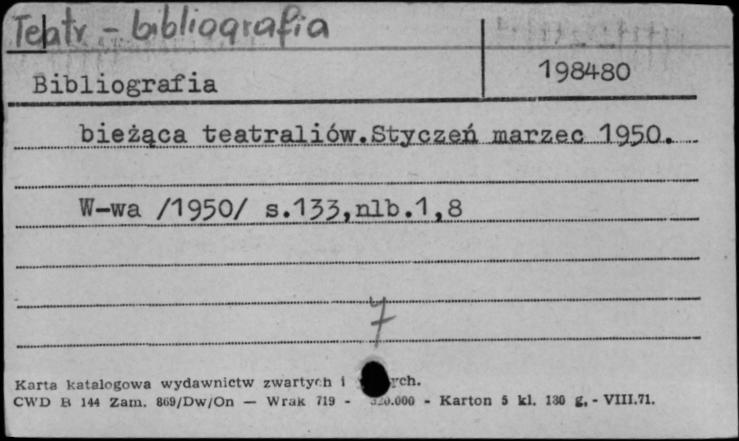 Teatr - bibliografia
Bibliografia
198480
bieżąca teatraliów.Styczeń marzec 1950.
W-wa /1950/ s.133,nlb.1,8
7
Karta katalogowa wydawnictw zwartych i
CWD B 144 Zam. 869/Dw/On — Wrak 719 - .000 - Karton 5 kl. 130 g. - VIII.71.